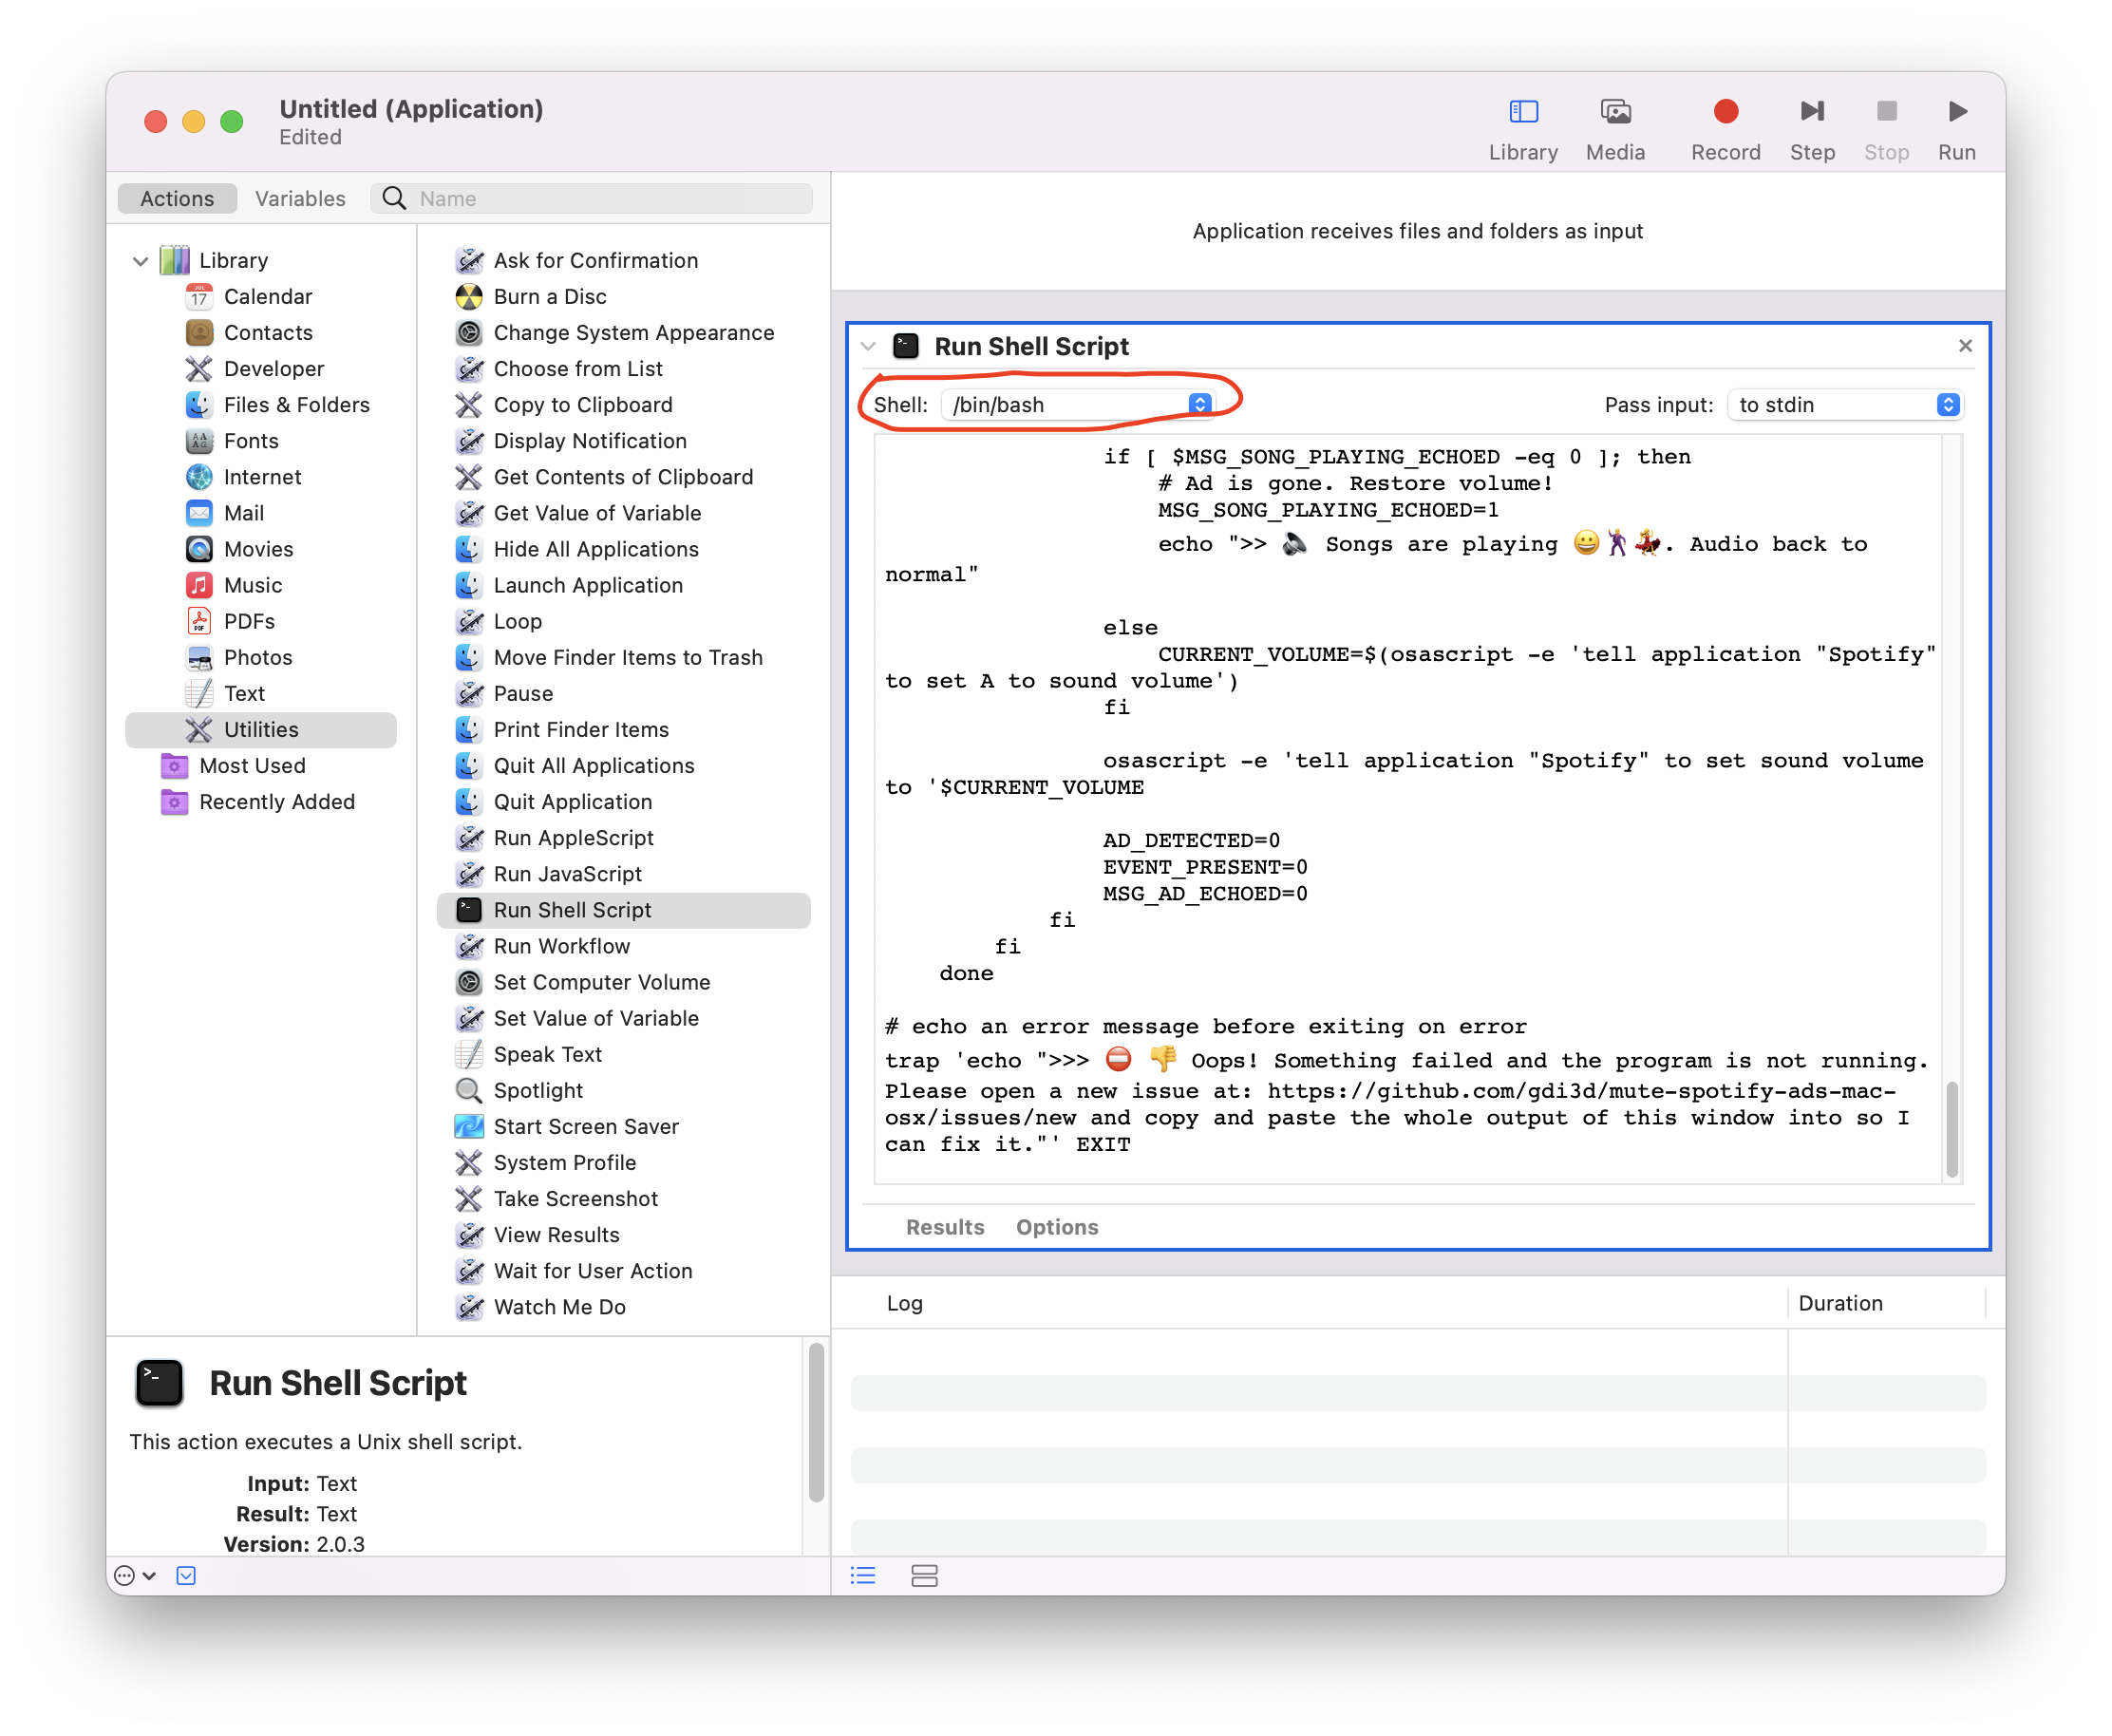 Untitled (Application)
Edited
Library
Media
Record
Step
Stop
Run
Actions
Variables
Name
Library
Calendar
Contacts
Developer
Files & Folders
Fonts
Internet
Mail
Movies
Music
PDFs
Photos
Text
Utilities
Most Used
Recently Added
Ask for Confirmation
Burn a Disc
Change System Appearance
Choose from List
Copy to Clipboard
Display Notification
Get Contents of Clipboard
Get Value of Variable
Hide All Applications
Launch Application
Loop
Move Finder Items to Trash
Pause
Print Finder Items
Quit All Applications
Quit Application
Run AppleScript
Run JavaScript
Run Shell Script
Run Workflow
Set Computer Volume
Set Value of Variable
Speak Text
Spotlight
Start Screen Saver
System Profile
Take Screenshot
View Results
Wait for User Action
Watch Me Do
Run Shell Script
This action executes a Unix shell script.
Input: Text
Result: Text
Version: 2.0.3
Application receives files and folders as input
Run Shell Script
Shell: /bin/bash
Pass input: to stdin
if [ $MSG_SONG_PLAYING_ECHOED -eq 0 ]; then
# Ad is gone. Restore volume!
MSG_SONG_PLAYING_ECHOED=1
echo ">> 🔊 Songs are playing 😀🕺💃. Audio back to
normal"
else
CURRENT_VOLUME=$(osascript -e 'tell application "Spotify"
to set A to sound volume')
fi
osascript -e 'tell application "Spotify" to set sound volume
to '$CURRENT_VOLUME
AD_DETECTED=0
EVENT_PRESENT=0
MSG_AD_ECHOED=0
fi
fi
done
# echo an error message before exiting on error
trap 'echo ">>> ⛔ 👎 Oops! Something failed and the program is not running.
Please open a new issue at: https://github.com/gdi3d/mute-spotify-ads-mac-
osx/issues/new and copy and paste the whole output of this window into so I
can fix it."' EXIT
Results
Options
Log
Duration